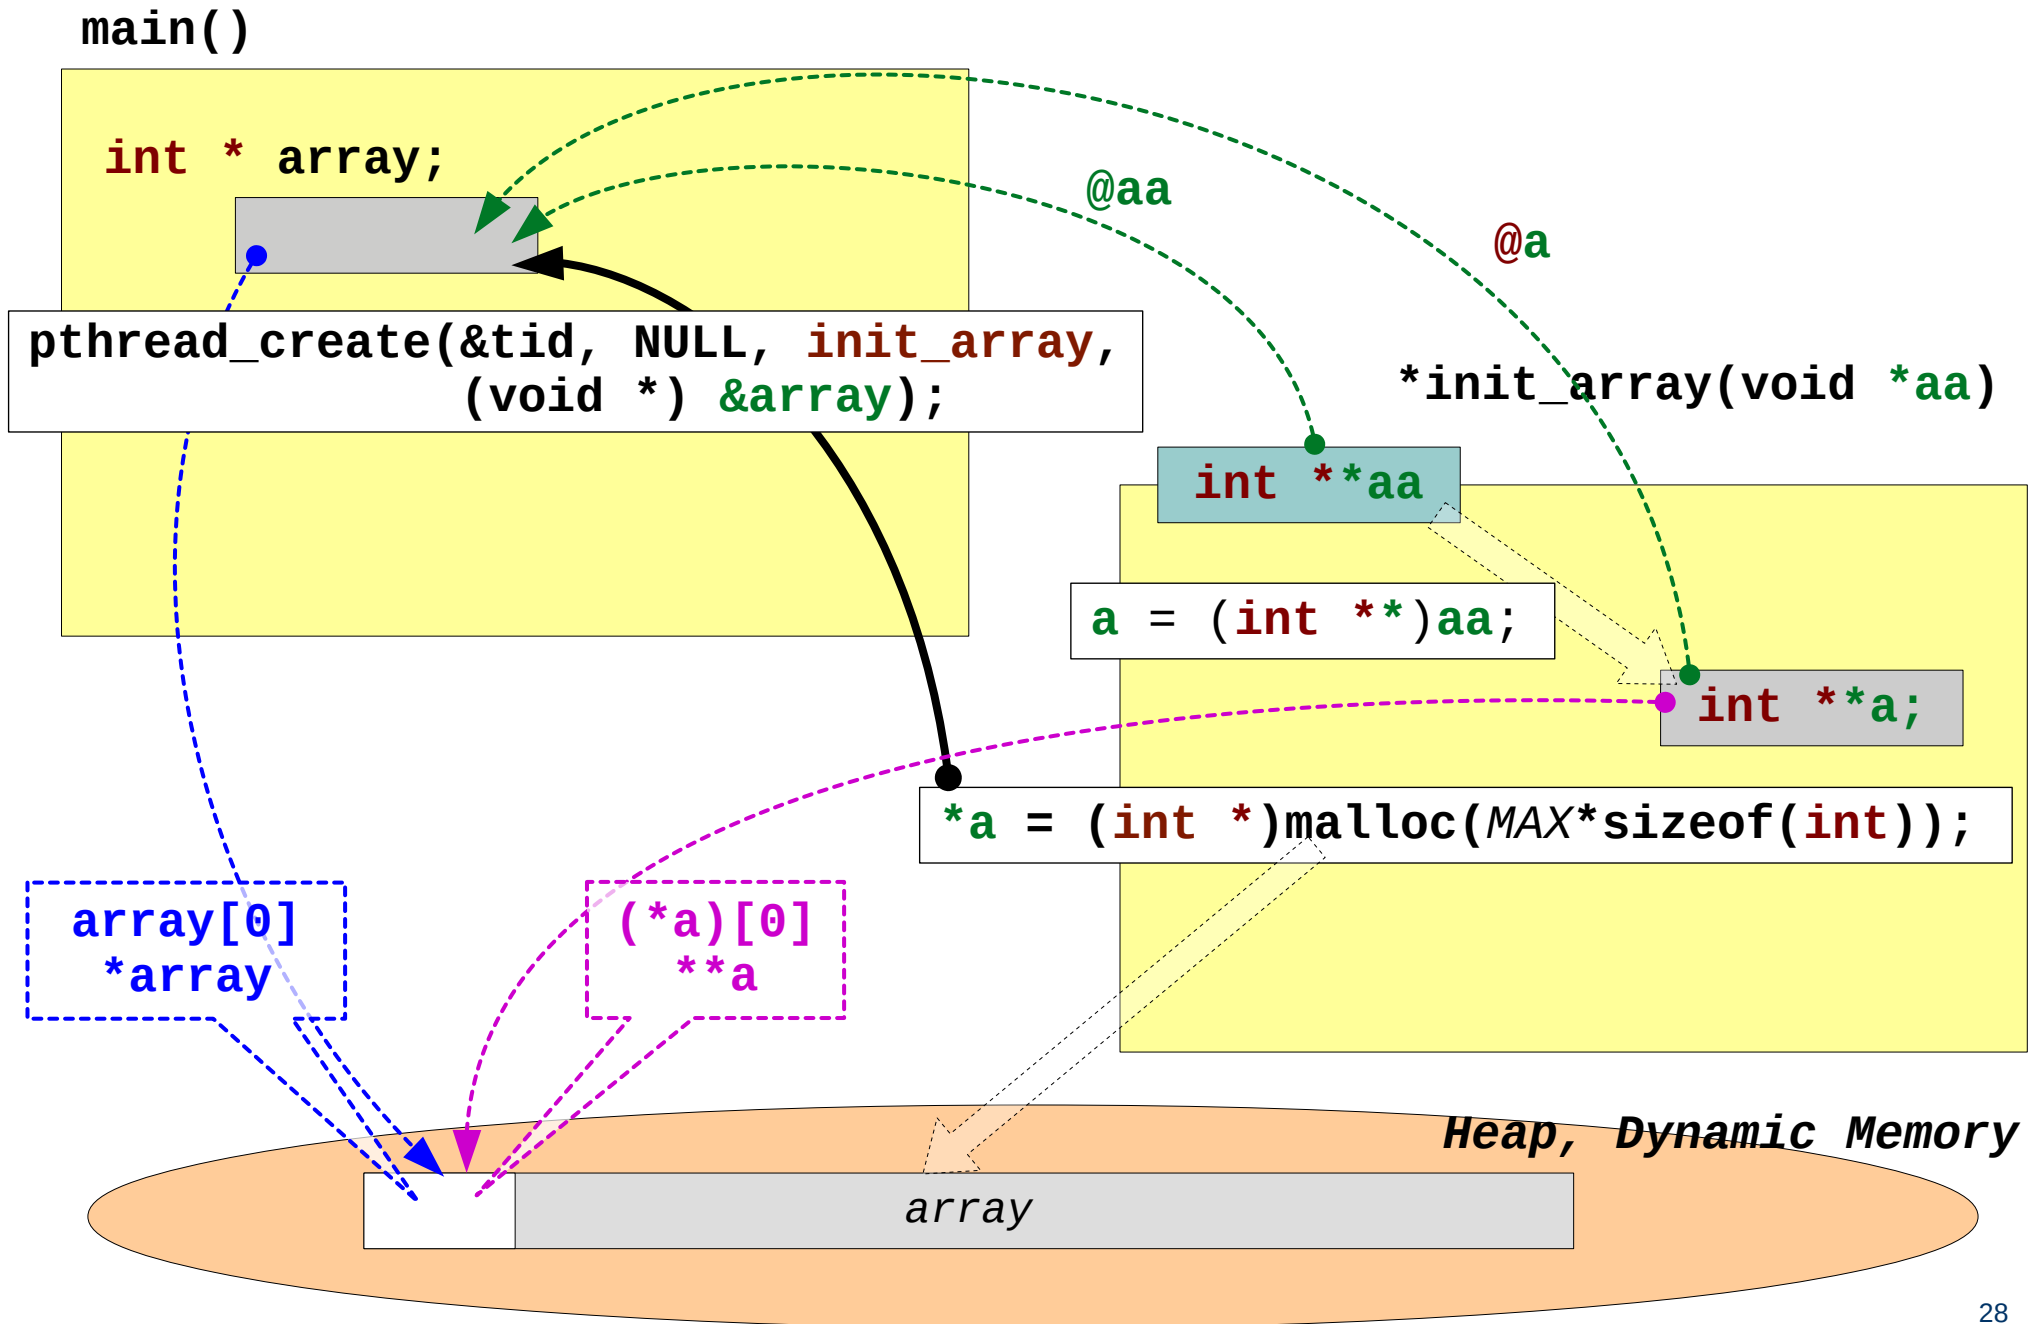 main()
int * array;
@aa
@a
pthread_create(&tid, NULL, init_array,
(void *) &array);
*init_array(void *aa)
int **aa
a = (int **)aa;
int **a;
*a = (int *)malloc(MAX*sizeof(int));
array[0]
*array
(*a)[0]
**a
Heap, Dynamic Memory
array
28